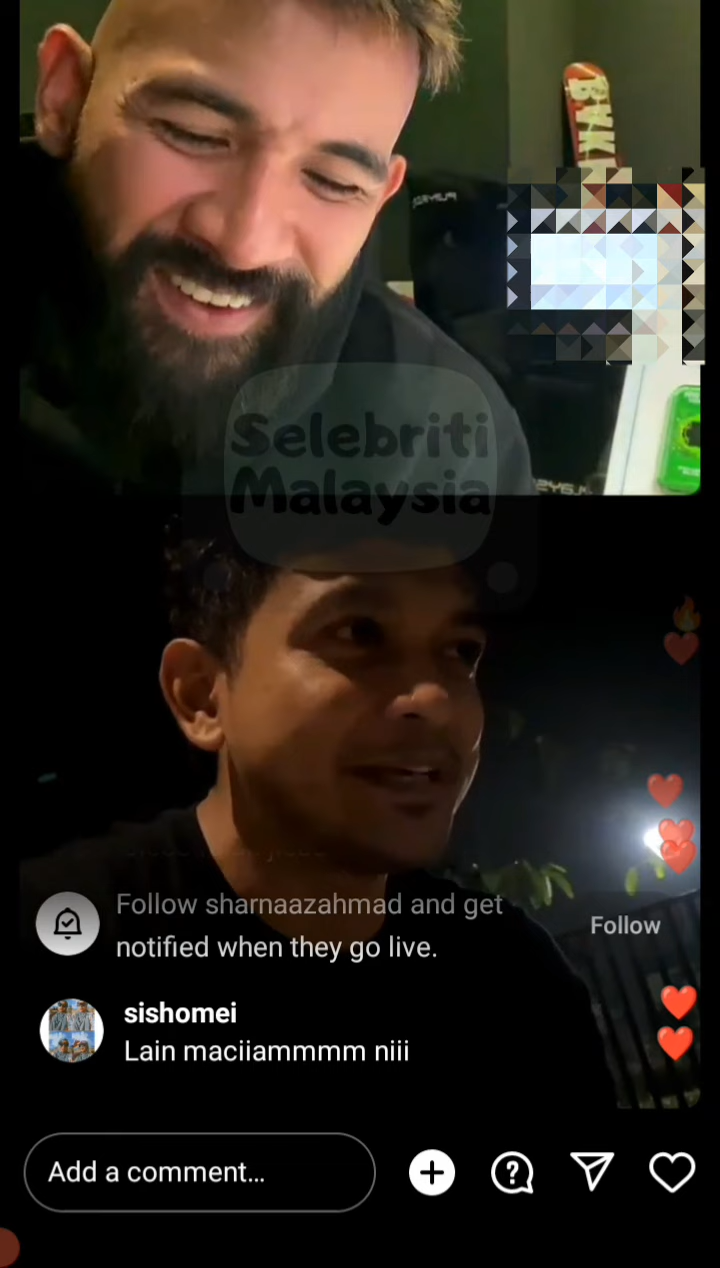 Selebriti
Malaysia
Follow sharnaazahmad and get
notified when they go live.
Follow
sishomei
Lain maciiammmm niii
Add a comment...